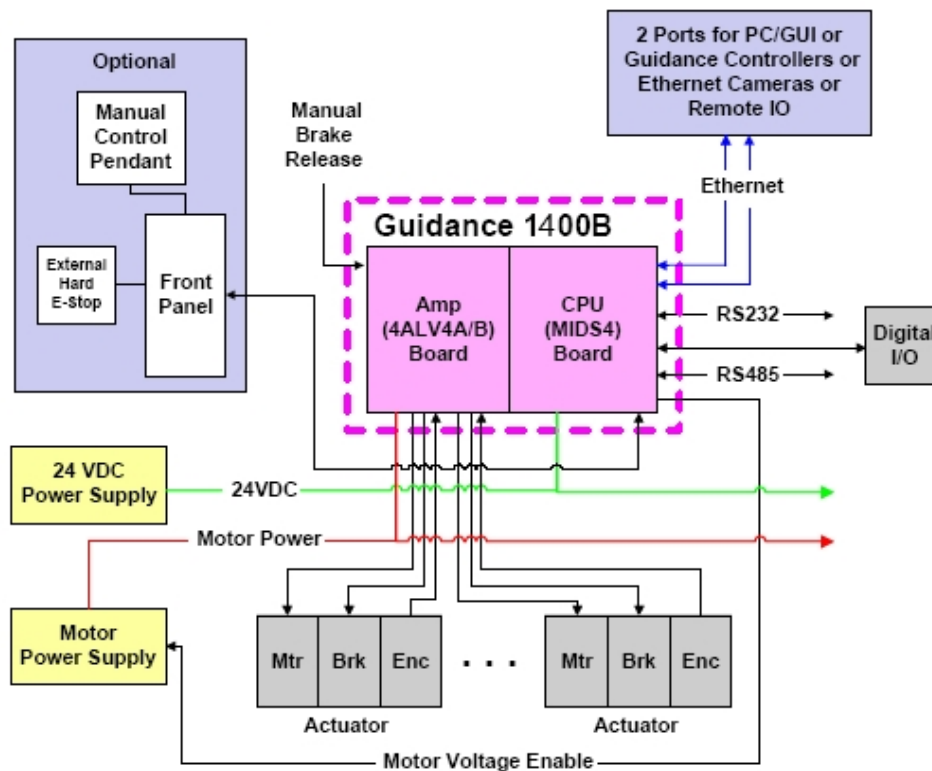 Optional
Manual
Control
Pendant
External
Hard
E-Stop
Front
Panel
Manual
Brake
Release
2 Ports for PC/GUI or
Guidance Controllers or
Ethernet Cameras or
Remote IO
Ethernet
Guidance 1400B
Amp
(4ALV4A/B)
Board
CPU
(MIDS4)
Board
RS232
RS485
Digital
I/O
24 VDC
Power Supply
24VDC
Motor Power
Motor
Power Supply
Mtr
Brk
Enc
. . .
Mtr
Brk
Enc
Actuator
Actuator
Motor Voltage Enable